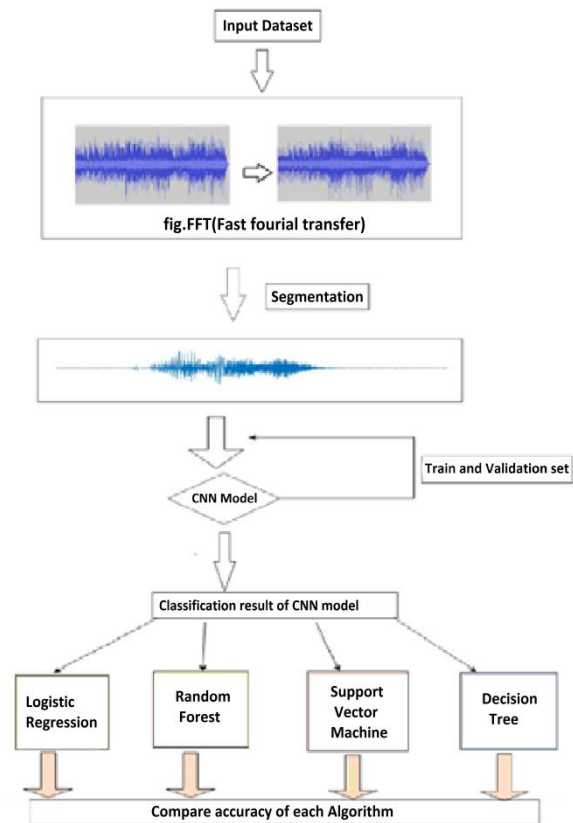 Input Dataset
fig.FFT(Fast fourial transfer)
Segmentation
Train and Validation set
CNN Model
Classification result of CNN model
Logistic
Regression
Random
Forest
Support
Vector
Machine
Decision
Tree
Compare accuracy of each Algorithm